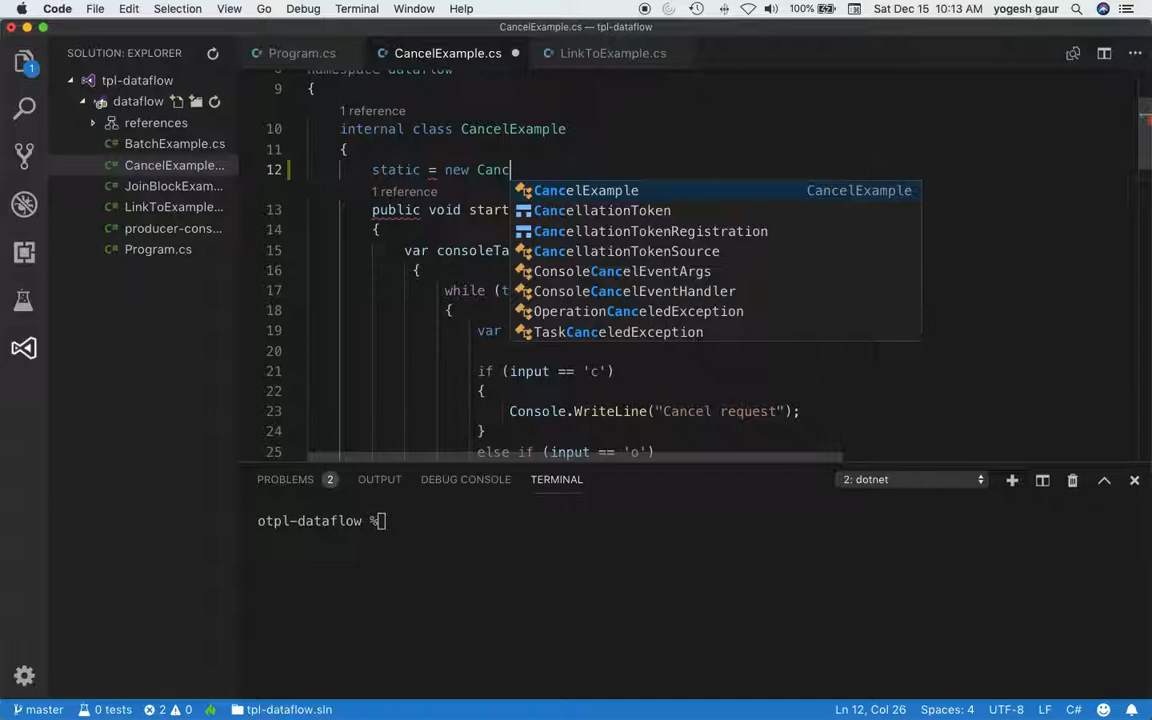 Code File Edit Selection View Go Debug Terminal Window Help 100% Sat Dec 15 10:13 AM yogesh gaur
CancelExample.cs — tpl-dataflow
SOLUTION: EXPLORER
Program.cs
CancelExample.cs
LinkToExample.cs
1
tpl-dataflow
dataflow
references
BatchExample.cs
CancelExample...
JoinBlockExam...
LinkToExample...
producer-cons...
Program.cs
namespace dataflow
9 {
1 reference
10 internal class CancelExample
11 {
12 static = new Canc
1 reference
13 public void start
14 {
15 var consoleTa
16 {
17 while (t
18 {
19 var
20
21 if (input == 'c')
22 {
23 Console.WriteLine("Cancel request");
24 }
25 else if (input == 'o')
CancelExample CancelExample
CancellationToken
CancellationTokenRegistration
CancellationTokenSource
ConsoleCancelEventArgs
ConsoleCancelEventHandler
OperationCanceledException
TaskCanceledException
PROBLEMS 2 OUTPUT DEBUG CONSOLE TERMINAL 2: dotnet
otpl-dataflow %
master 0 tests 2 0 tpl-dataflow.sln Ln 12, Col 26 Spaces: 4 UTF-8 LF C#